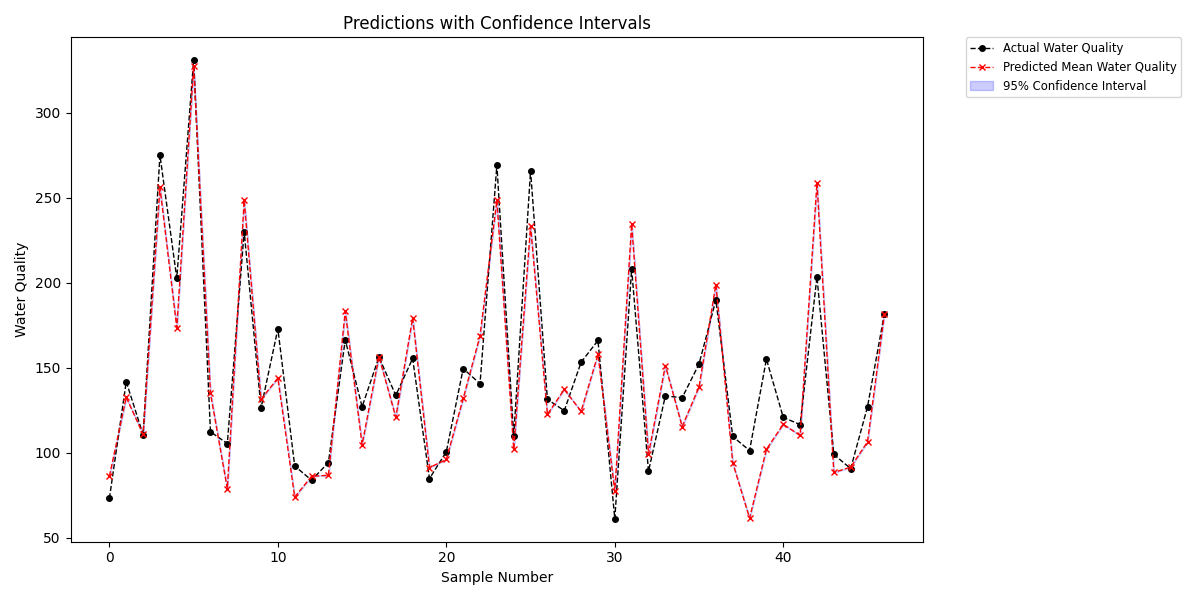 Predictions with Confidence Intervals
Actual Water Quality
Predicted Mean Water Quality
95% Confidence Interval
Water Quality
300
250
200
150
100
50
0
10
20
30
40
Sample Number